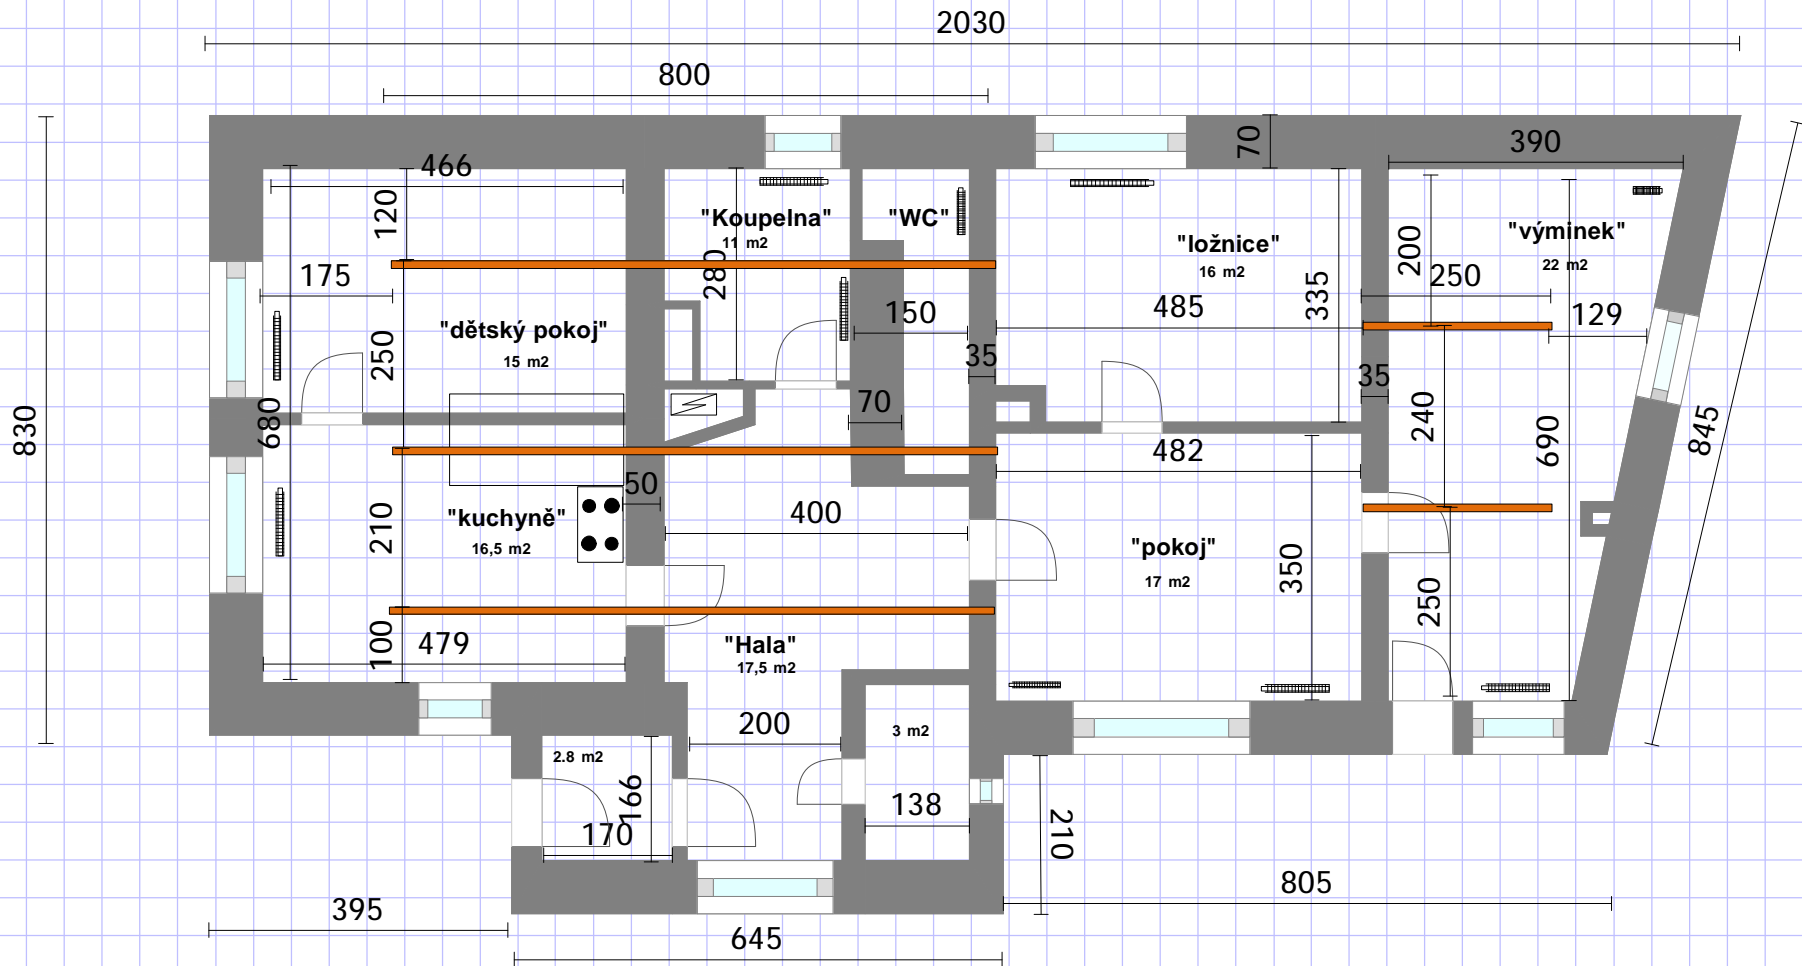 2030
800
70
390
466
120
"Koupelna"
11 m2
"WC"
"ložnice"
16 m2
"výminek"
22 m2
200
175
280
250
335
485
150
129
"dětský pokoj"
15 m2
250
35
35
70
240
830
680
845
690
482
50
210
"kuchyně"
16,5 m2
400
"pokoj"
17 m2
350
250
100
479
"Hala"
17,5 m2
200
3 m2
2.8 m2
166
138
170
210
395
805
645